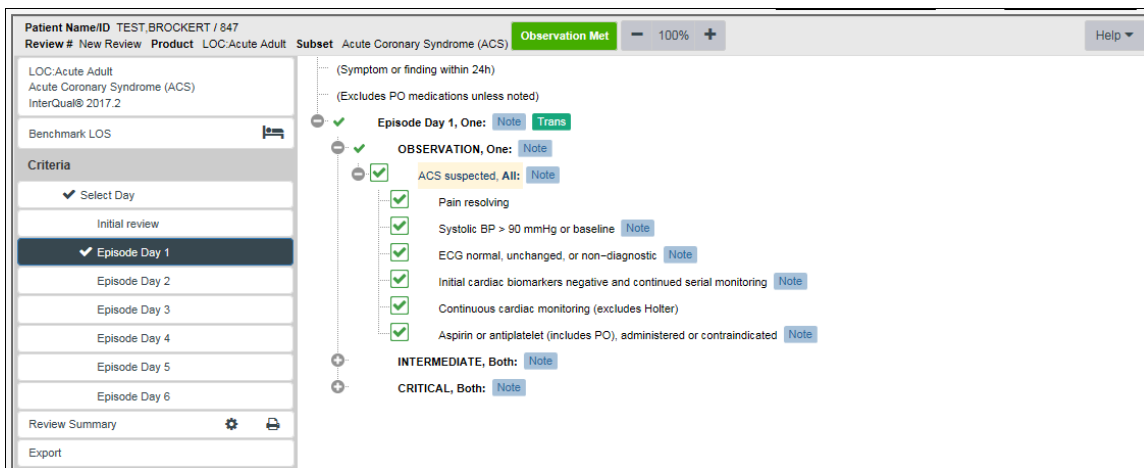 Patient Name/ID TEST,BROCKERT / 847
Review # New Review Product LOC:Acute Adult Subset Acute Coronary Syndrome (ACS)
Observation Met
100%
Help
LOC:Acute Adult
Acute Coronary Syndrome (ACS)
InterQual® 2017.2
Benchmark LOS
Criteria
Select Day
Initial review
Episode Day 1
Episode Day 2
Episode Day 3
Episode Day 4
Episode Day 5
Episode Day 6
Review Summary
Export
(Symptom or finding within 24h)
(Excludes PO medications unless noted)
Episode Day 1, One: Note Trans
OBSERVATION, One: Note
ACS suspected, All: Note
Pain resolving
Systolic BP > 90 mmHg or baseline Note
ECG normal, unchanged, or non-diagnostic Note
Initial cardiac biomarkers negative and continued serial monitoring Note
Continuous cardiac monitoring (excludes Holter)
Aspirin or antiplatelet (includes PO), administered or contraindicated Note
INTERMEDIATE, Both: Note
CRITICAL, Both: Note